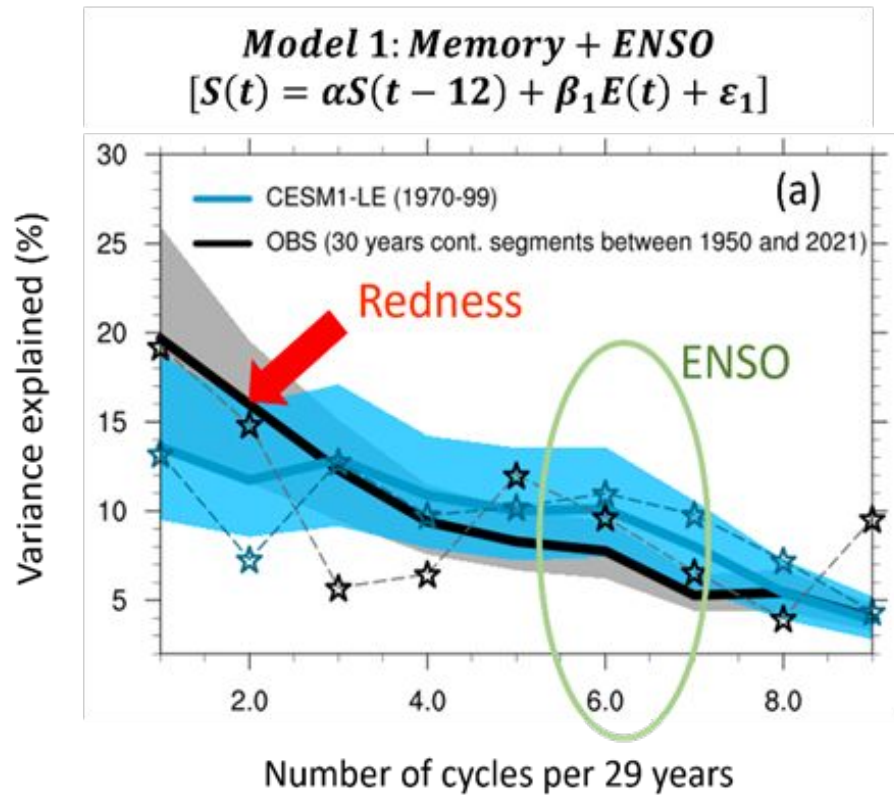 Model 1: Memory + ENSO
[S(t) = αS(t − 12) + β₁E(t) + ε₁]
30
25
20
15
10
5
Variance explained (%)
(a)
CESM1-LE (1970-99)
OBS (30 years cont. segments between 1950 and 2021)
Redness
ENSO
2.0 4.0 6.0 8.0
Number of cycles per 29 years